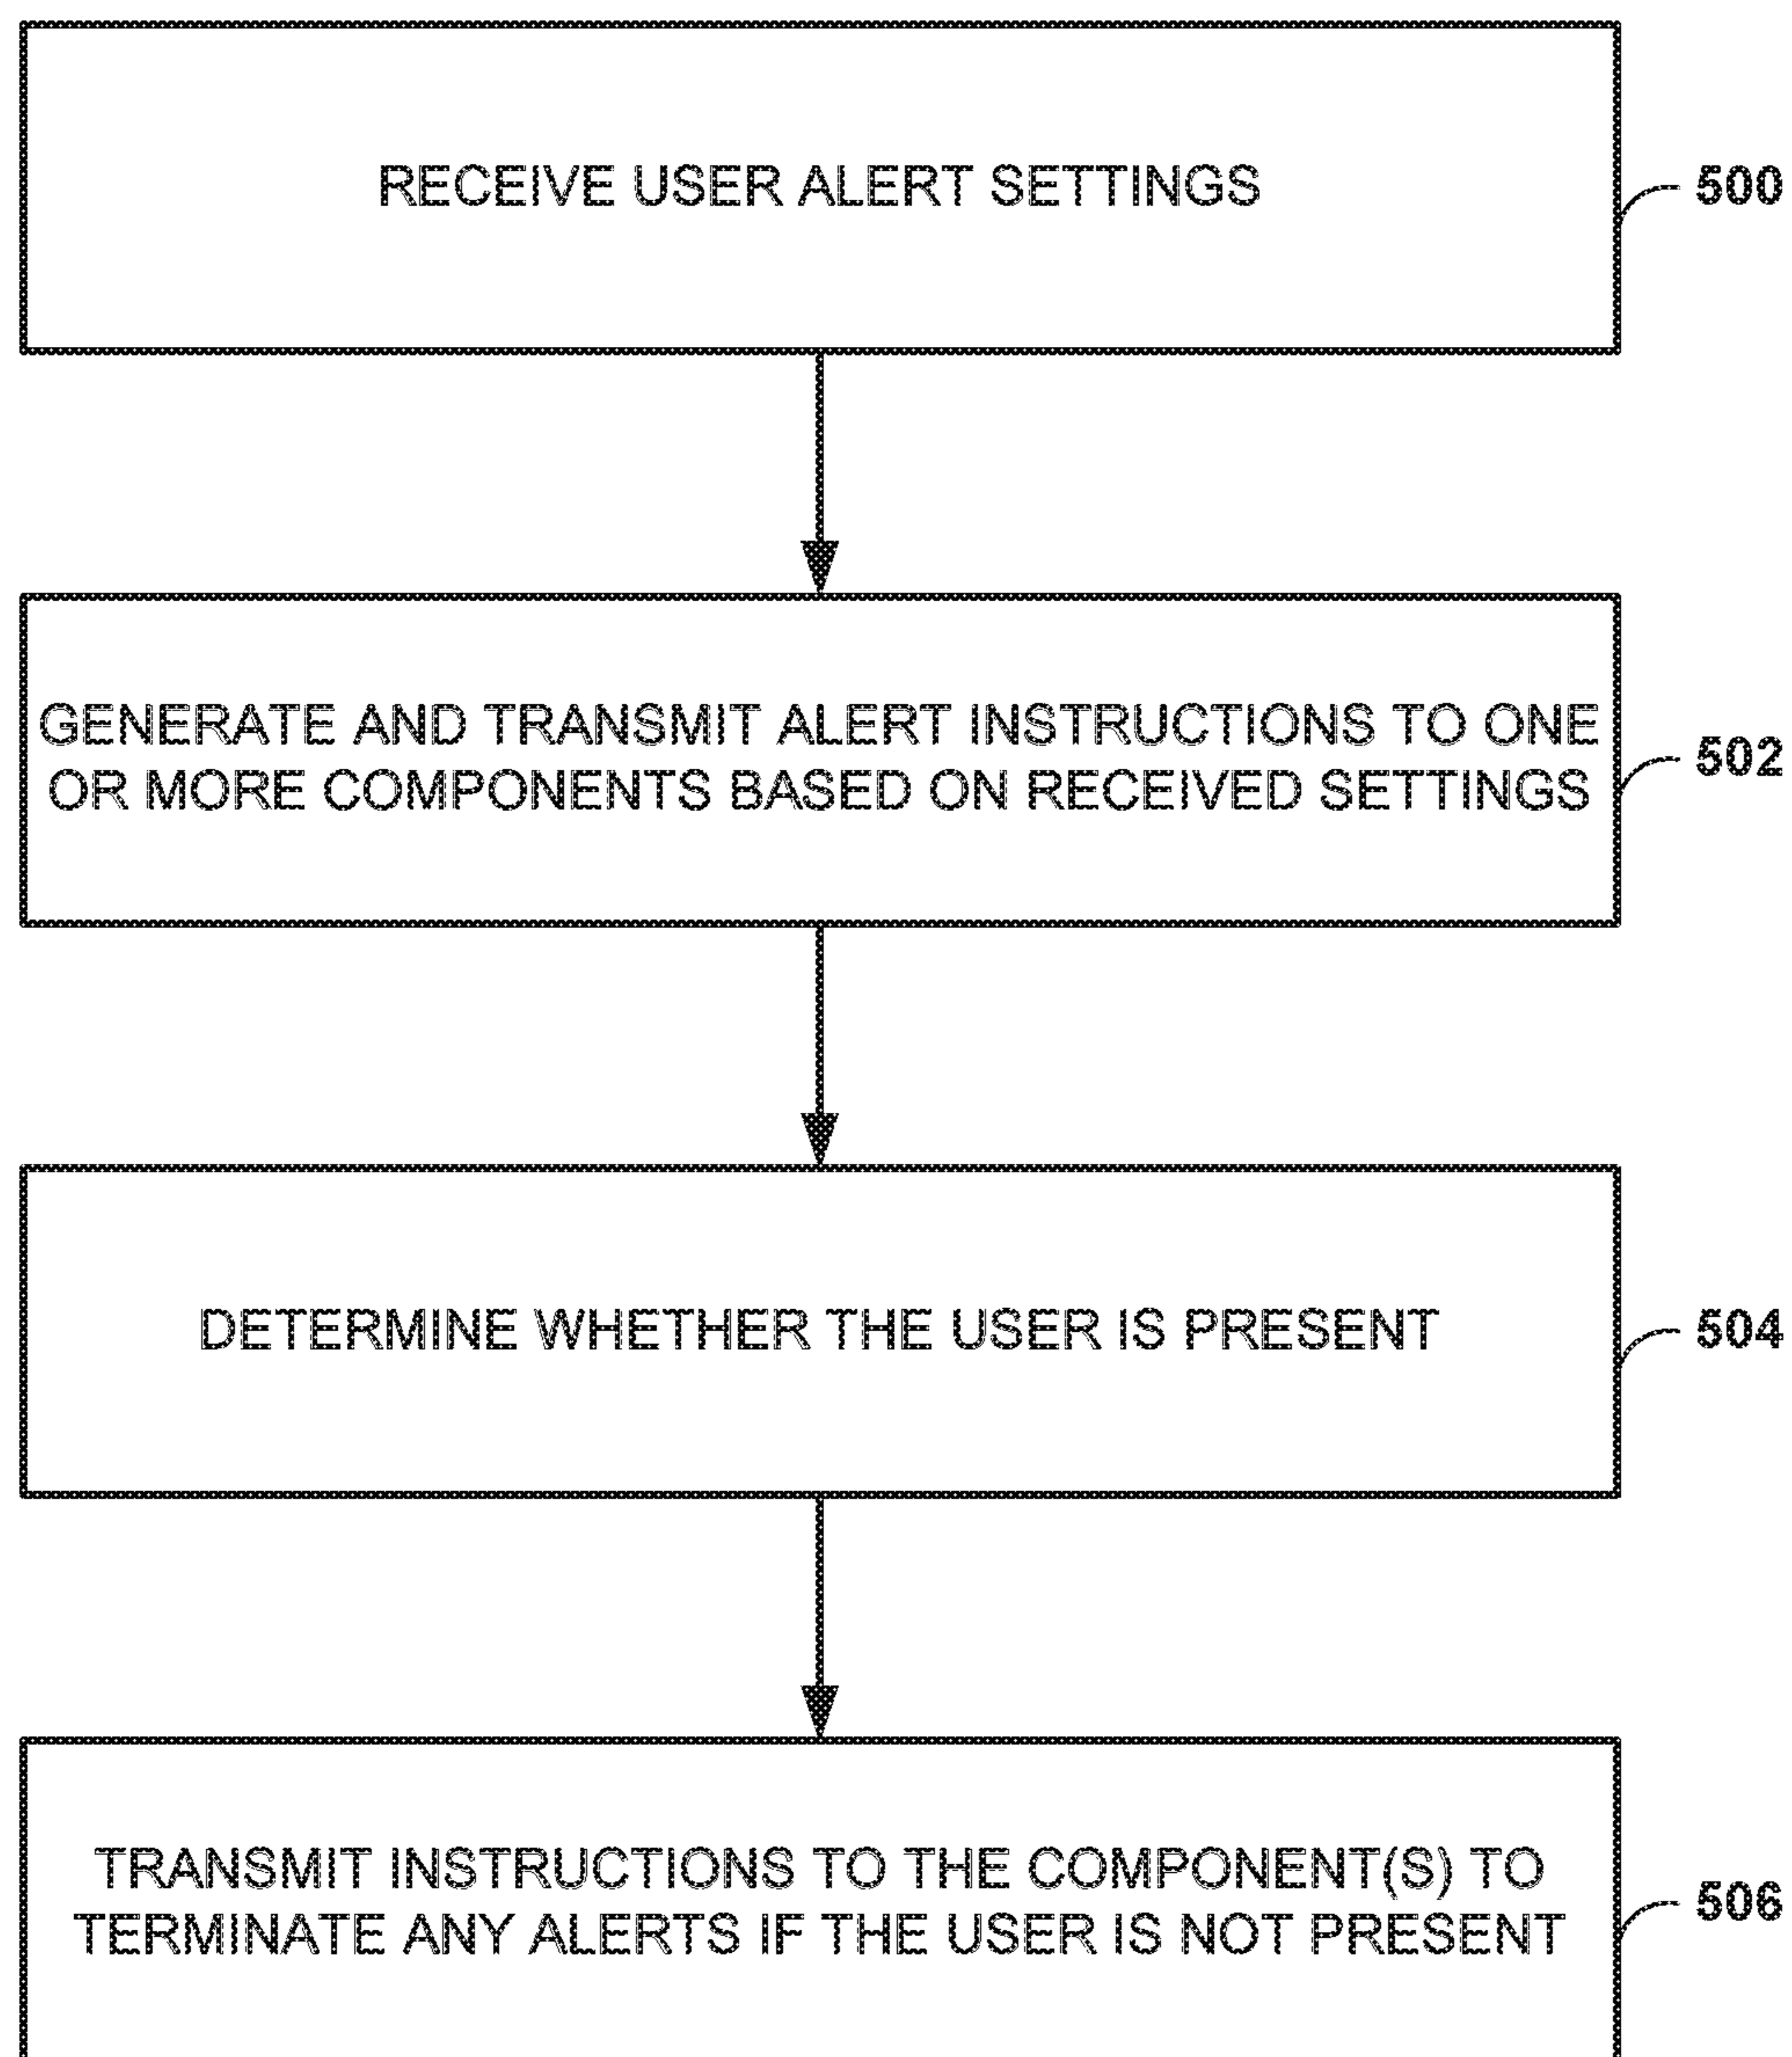 RECEIVE USER ALERT SETTINGS
500
GENERATE AND TRANSMIT ALERT INSTRUCTIONS TO ONE
OR MORE COMPONENTS BASED ON RECEIVED SETTINGS
502
DETERMINE WHETHER THE USER IS PRESENT
504
TRANSMIT INSTRUCTIONS TO THE COMPONENT(S) TO
TERMINATE ANY ALERTS IF THE USER IS NOT PRESENT
506